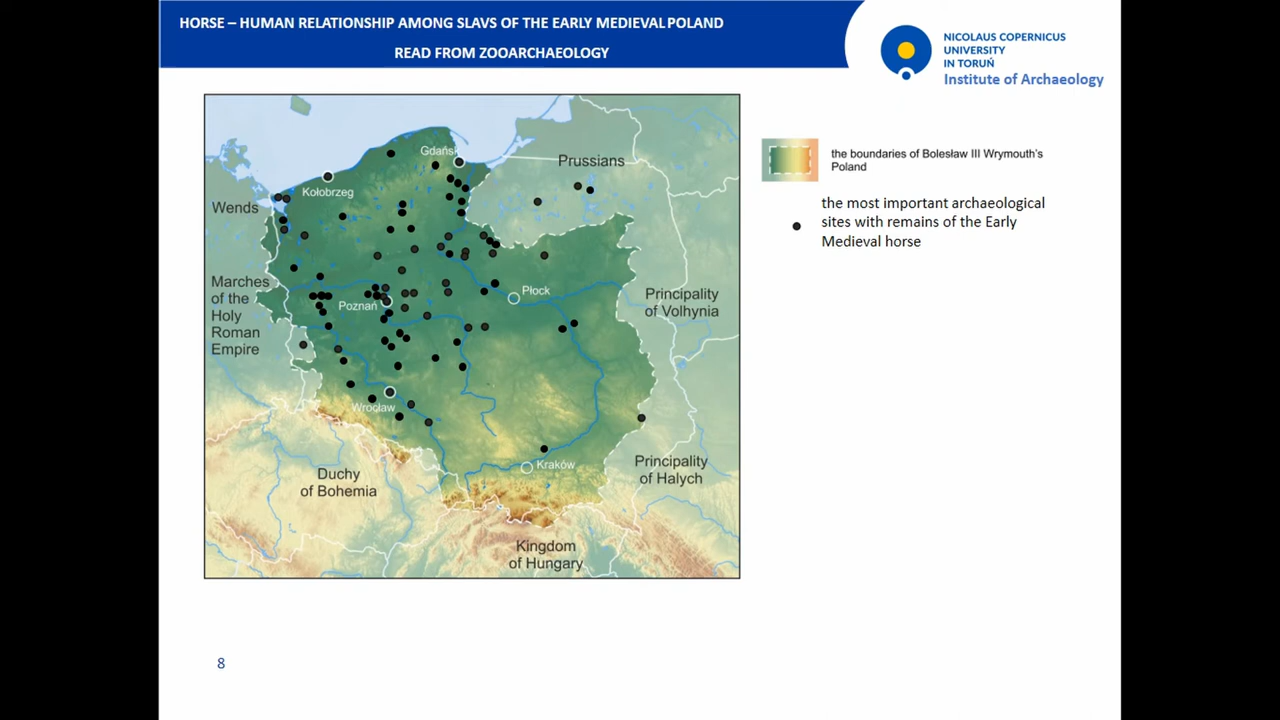 HORSE – HUMAN RELATIONSHIP AMONG SLAVS OF THE EARLY MEDIEVAL POLAND
READ FROM ZOOARCHAEOLOGY
NICOLAUS COPERNICUS
UNIVERSITY
IN TORUŃ
Institute of Archaeology
Gdańsk
Prussians
Kołobrzeg
Wends
Marches
of the
Holy
Roman
Empire
Poznań
Płock
Principality
of Volhynia
Wrocław
Kraków
Duchy
of Bohemia
Principality
of Halych
Kingdom
of Hungary
the boundaries of Bolesław III Wrymouth's
Poland
the most important archaeological
sites with remains of the Early
Medieval horse
8